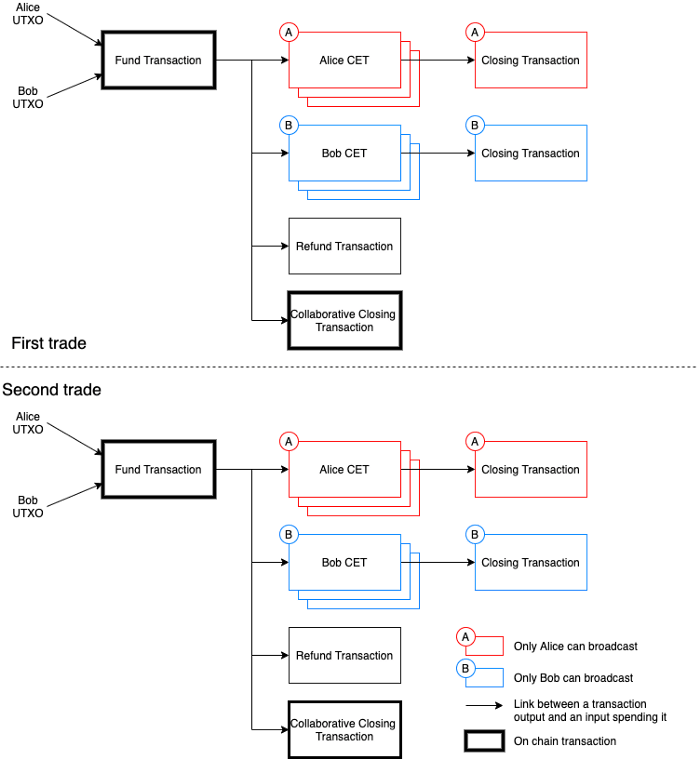 Alice
UTXO
Fund Transaction
Bob
UTXO
A
Alice CET
A
Closing Transaction
B
Bob CET
B
Closing Transaction
Refund Transaction
Collaborative Closing
Transaction
First trade
Second trade
Alice
UTXO
Fund Transaction
Bob
UTXO
A
Alice CET
A
Closing Transaction
B
Bob CET
B
Closing Transaction
Refund Transaction
Collaborative Closing
Transaction
A
Only Alice can broadcast
B
Only Bob can broadcast
Link between a transaction
output and an input spending it
On chain transaction